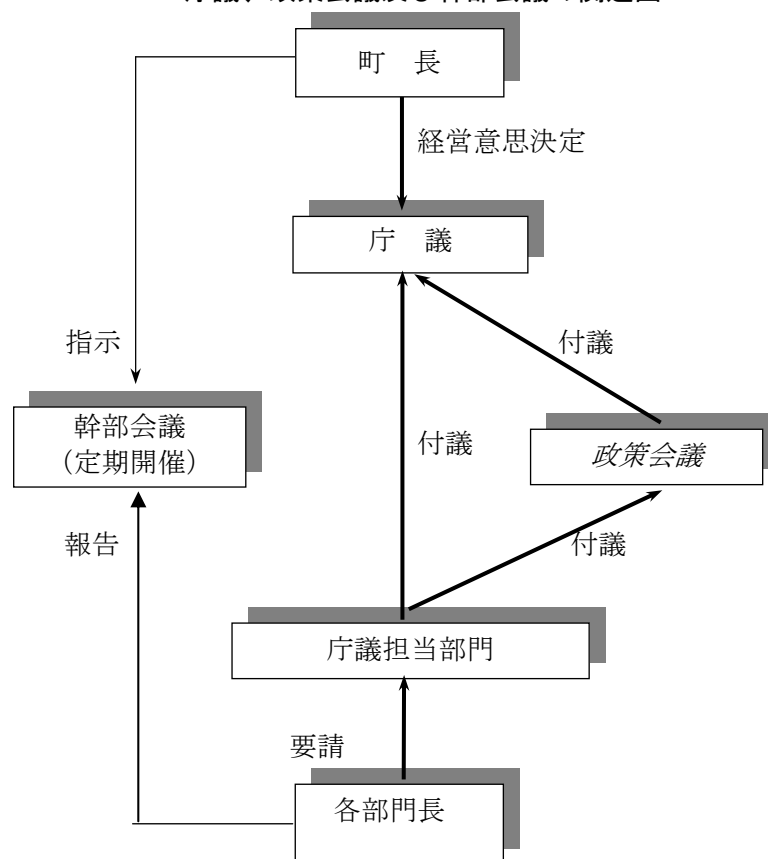 町　長
経営意思決定
庁　議
指示
付議
幹部会議
（定期開催）
付議
政策会議
報告
付議
庁議担当部門
要請
各部門長